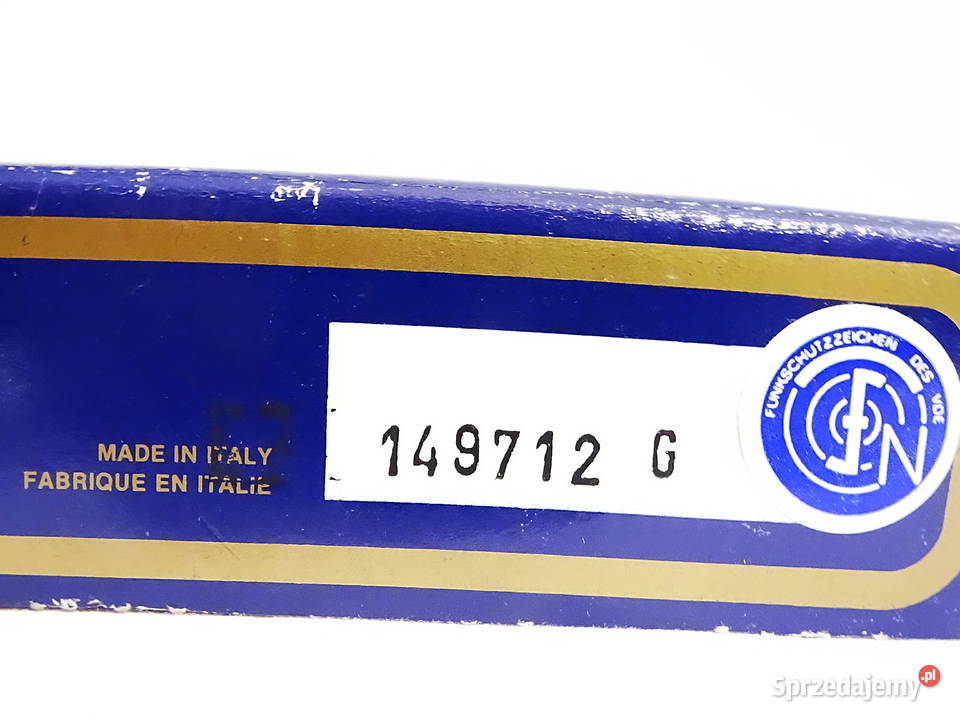 MADE IN ITALY
FABRIQUE EN ITALIE
149712 G
FUNKSCHUTZZEICHEN DES VDE
N
Sprzedajemy.pl